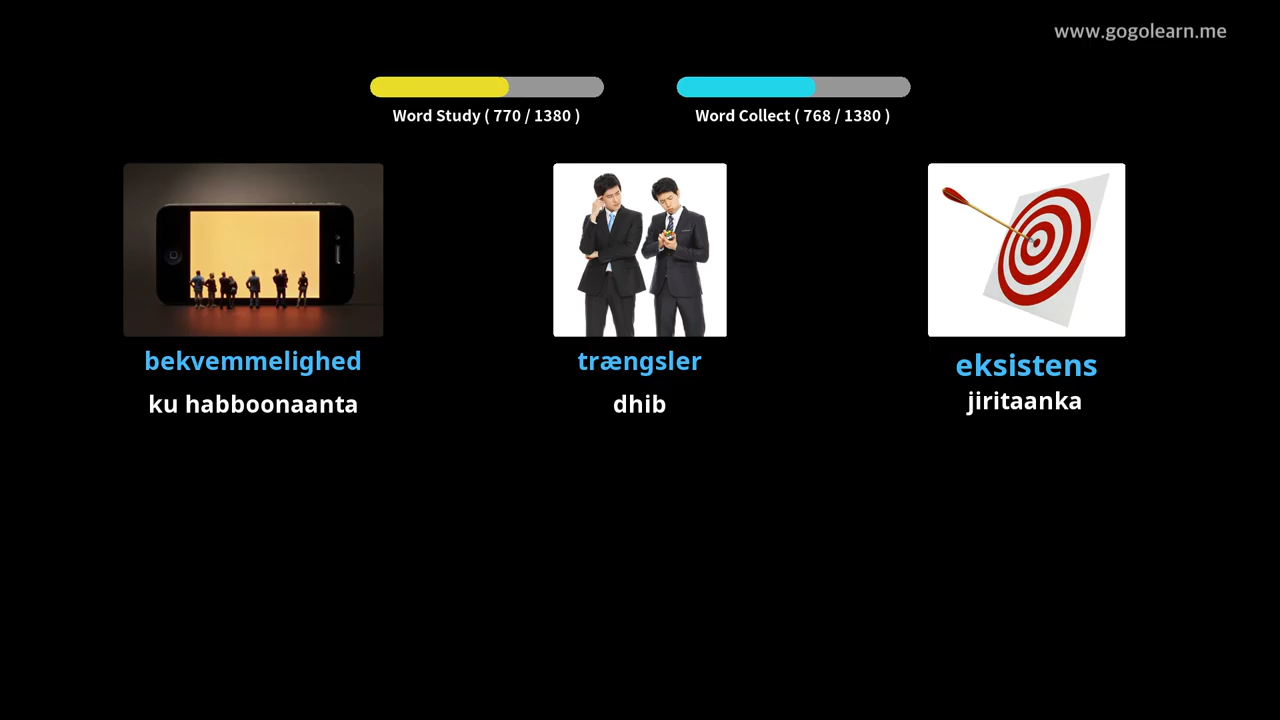 www.gogolearn.me
Word Study ( 770 / 1380 )
Word Collect ( 768 / 1380 )
bekvemmelighed
ku habboonaanta
trængsler
dhib
eksistens
jiritaanka